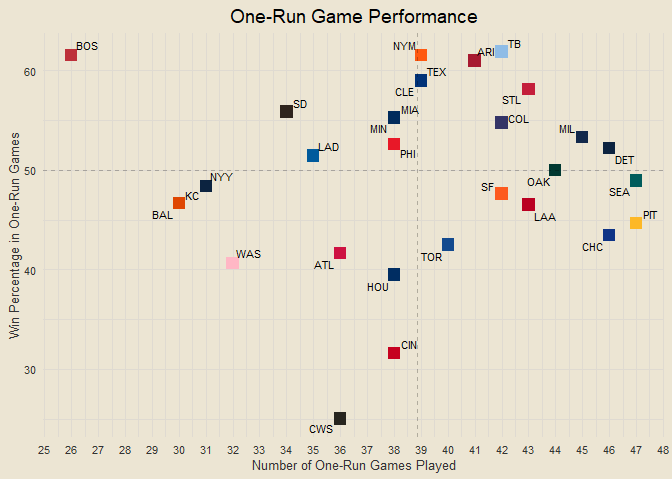 One-Run Game Performance
BOS
NYM
TB
ARI
60
TEX
CLE
STL
SD
MIA
COL
MIN
MIL
LAD
PHI
DET
50
NYY
OAK
KC
SF
SEA
BAL
LAA
PIT
WAS
TOR
CHC
ATL
40
HOU
CIN
30
CWS
25 26 27 28 29 30 31 32 33 34 35 36 37 38 39 40 41 42 43 44 45 46 47 48
Number of One-Run Games Played
Win Percentage in One-Run Games